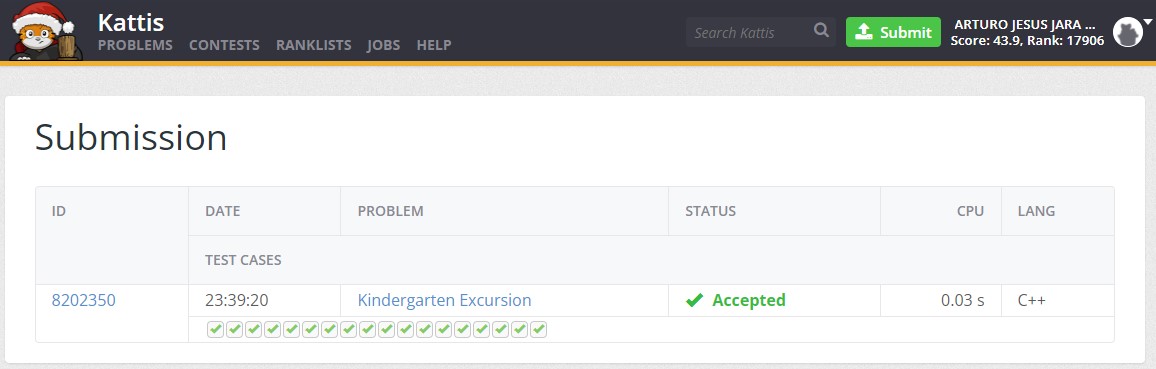 Kattis
PROBLEMS CONTESTS RANKLISTS JOBS HELP
Search Kattis
Submit
ARTURO JESUS JARA ...
Score: 43.9, Rank: 17906
Submission
ID DATE PROBLEM STATUS CPU LANG
TEST CASES
8202350 23:39:20 Kindergarten Excursion Accepted 0.03 s C++